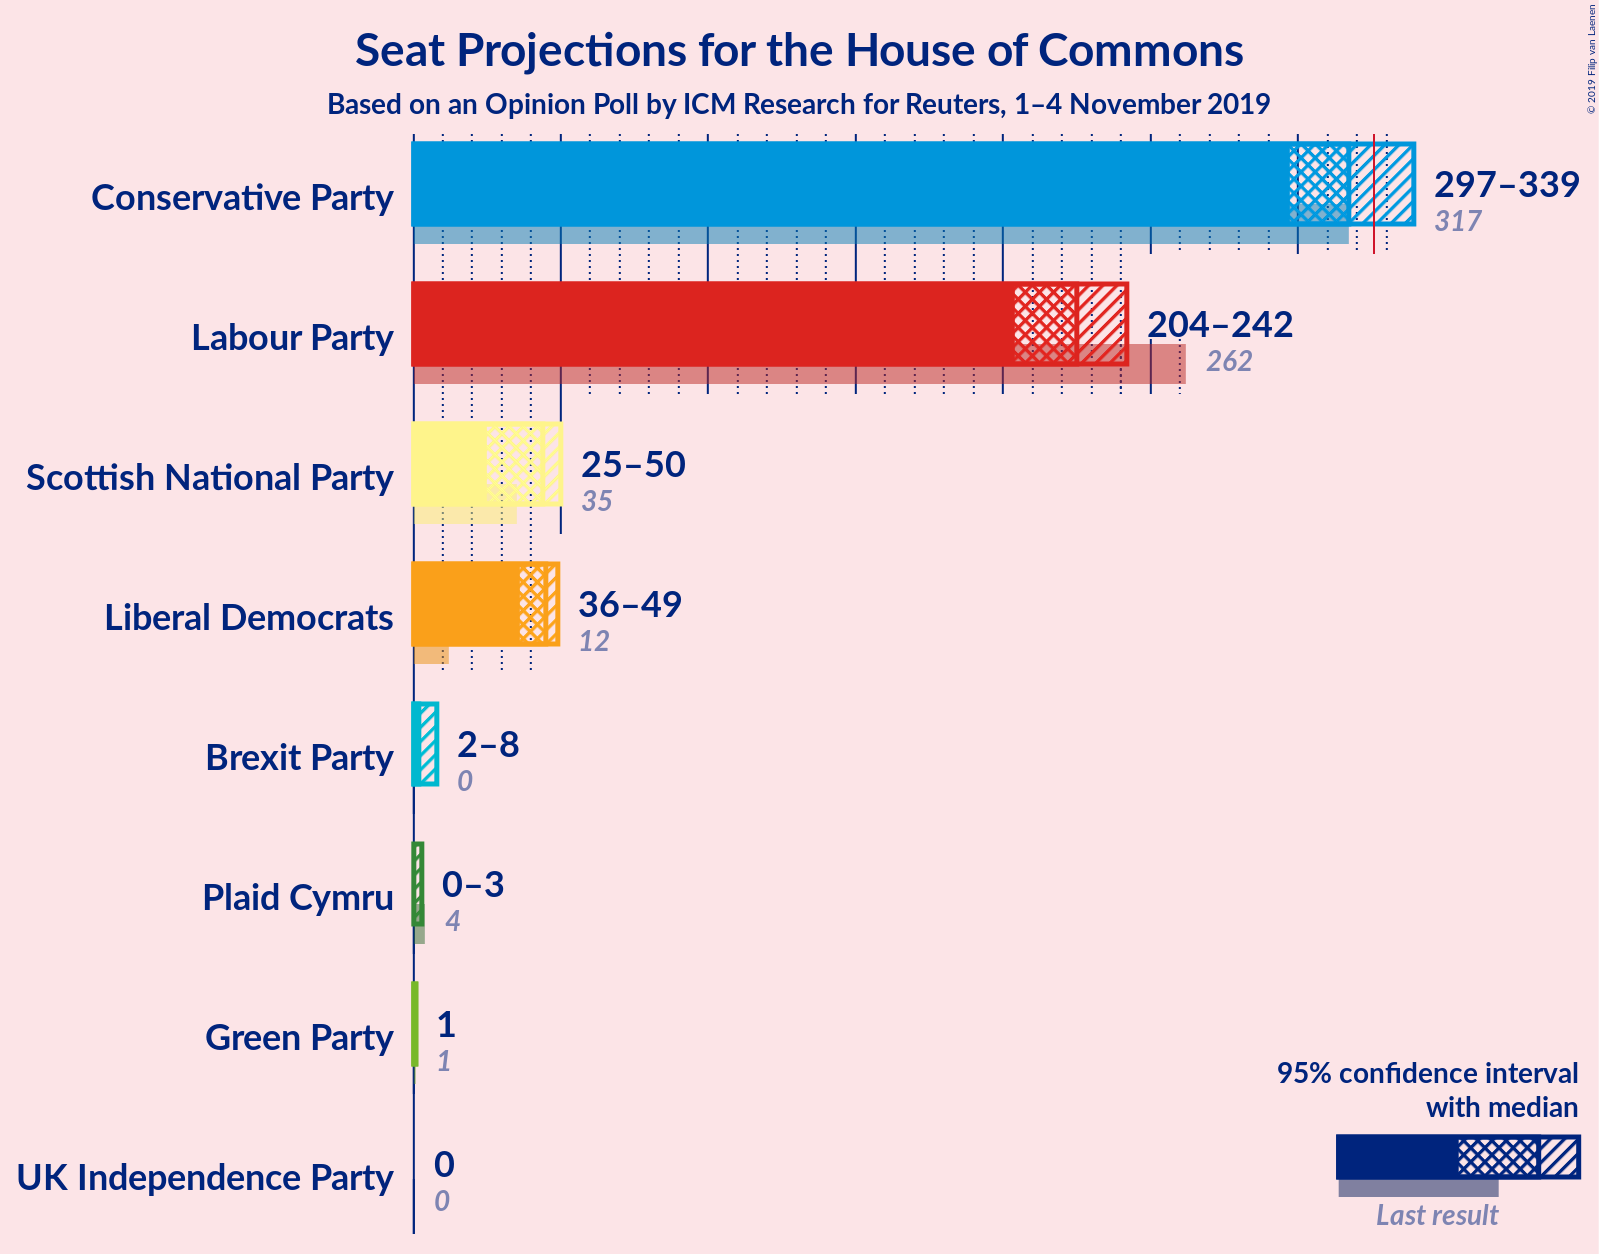 Seat Projections for the House of Commons
Based on an Opinion Poll by ICM Research for Reuters, 1–4 November 2019
© 2019 Filip van Laenen
Conservative Party
297–339
317
Labour Party
204–242
262
Scottish National Party
25–50
35
Liberal Democrats
36–49
12
Brexit Party
2–8
0
Plaid Cymru
0–3
4
Green Party
1
1
UK Independence Party
0
0
95% confidence interval
with median
Last result